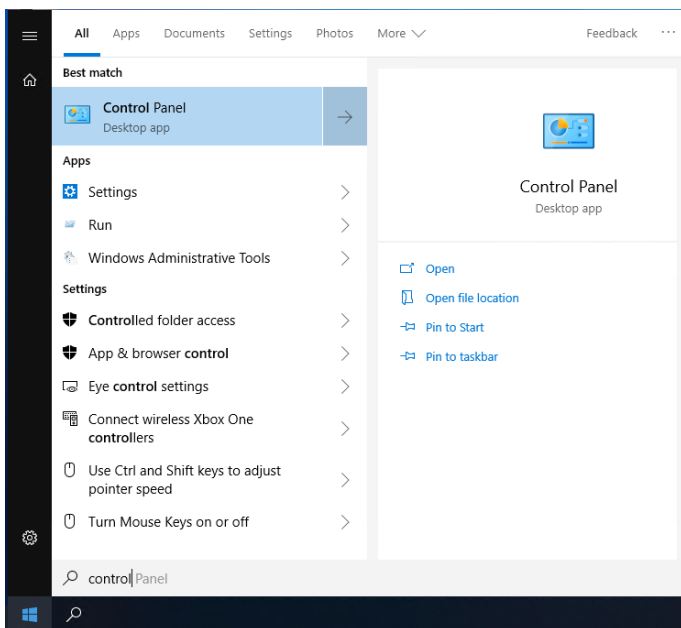 All Apps Documents Settings Photos More Feedback ...
Best match
Control Panel
Desktop app
Apps
Settings
Run
Windows Administrative Tools
Settings
Controlled folder access
App & browser control
Eye control settings
Connect wireless Xbox One
controllers
Use Ctrl and Shift keys to adjust
pointer speed
Turn Mouse Keys on or off
control Panel
Control Panel
Desktop app
Open
Open file location
Pin to Start
Pin to taskbar